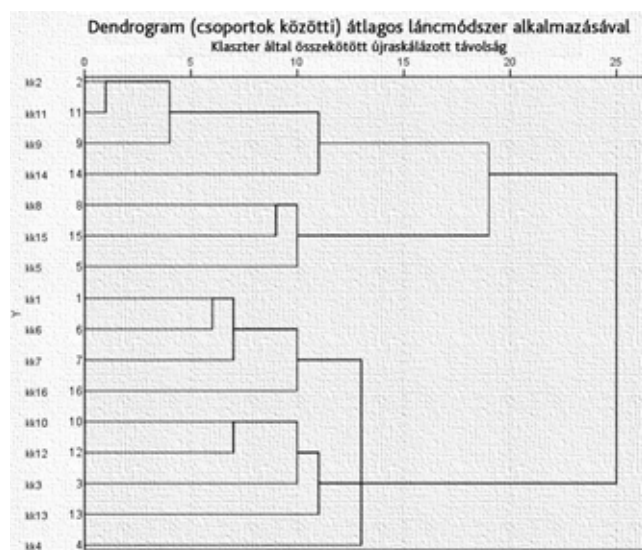 Dendrogram (csoportok közötti) átlagos láncmódszer alkalmazásával
Klaszter által összekötött újraskálázott távolság
0 5 10 15 20 25
kk2 2
kk11 11
kk9 9
kk14 14
kk8 8
kk15 15
kk5 5
kk1 1
Y
kk6 6
kk7 7
kk16 16
kk10 10
kk12 12
kk3 3
kk13 13
kk4 4